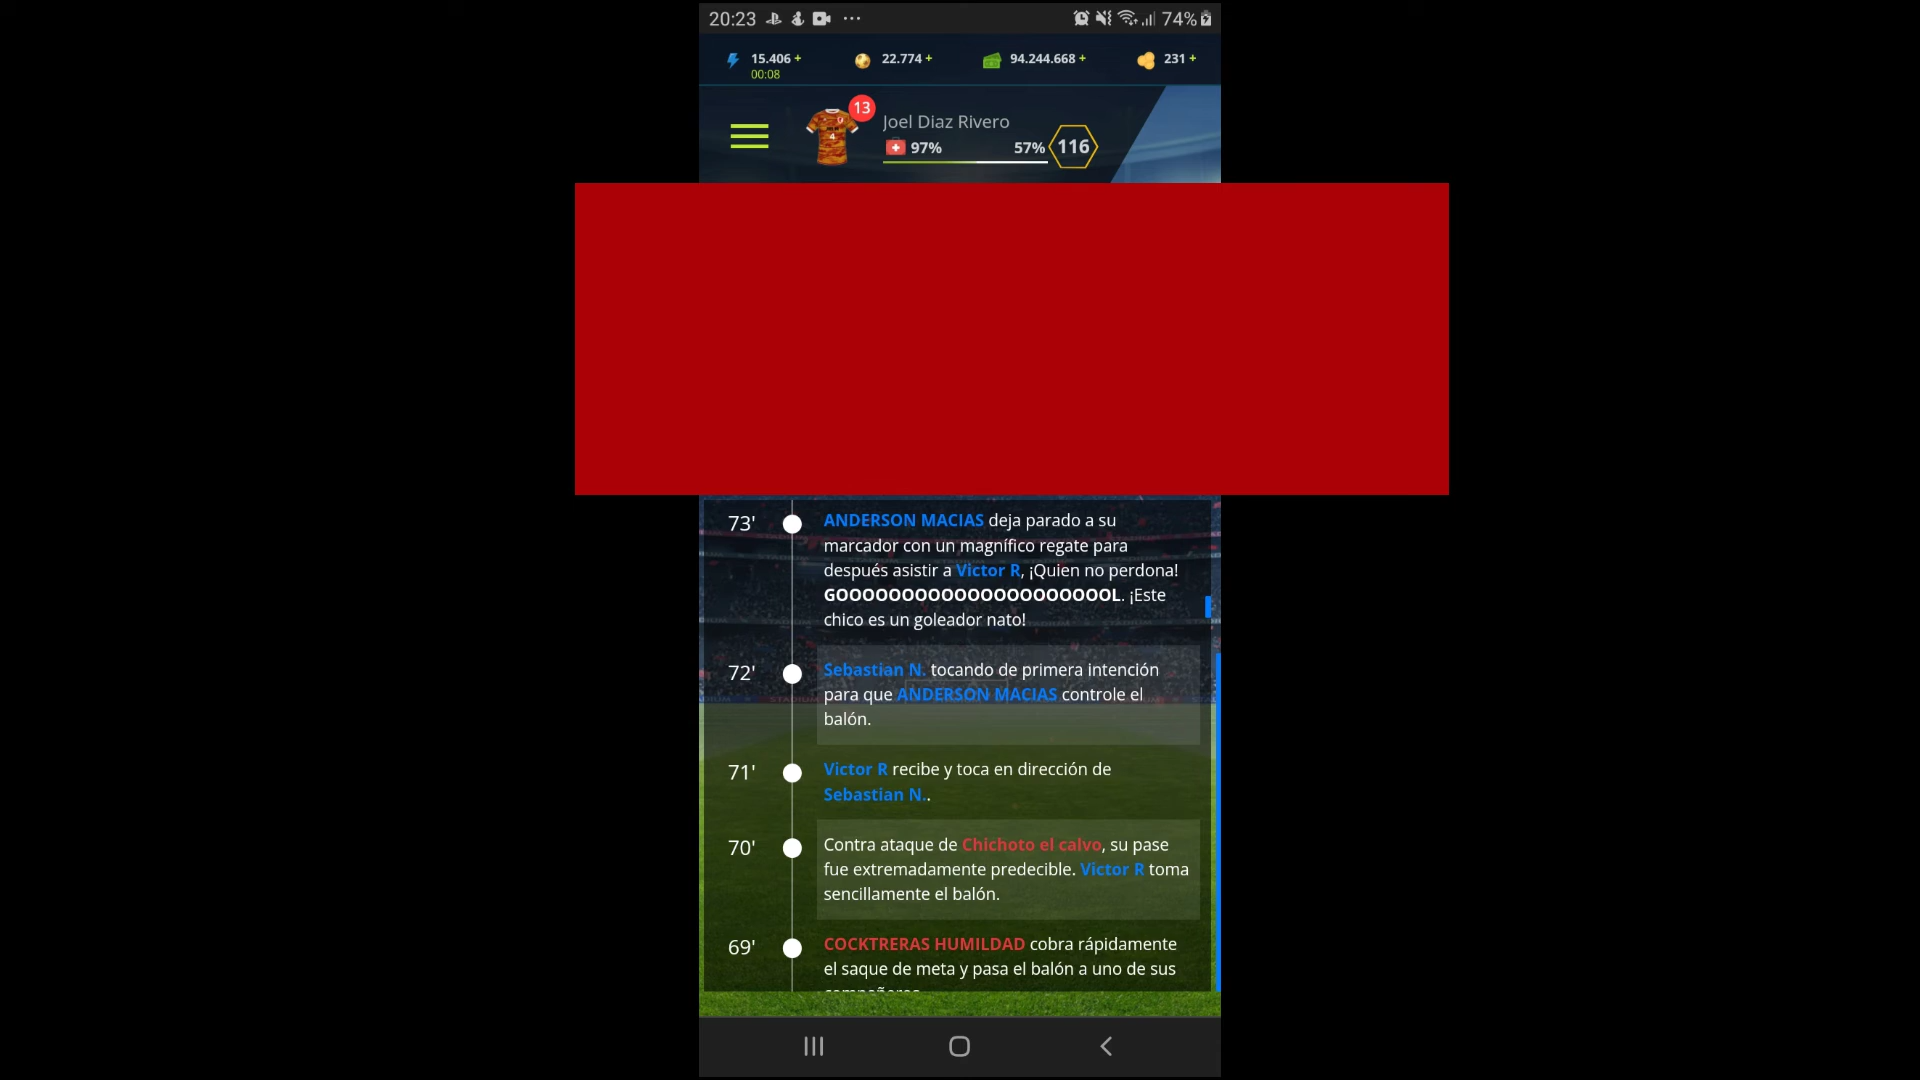 20:23 74%
15.406 + 22.774 + 94.244.668 + 231 +
00:08
13
4
Joel Diaz Rivero
97% 57% 116
73' ANDERSON MACIAS deja parado a su
marcador con un magnífico regate para
después asistir a Victor R, ¡Quien no perdona!
GOOOOOOOOOOOOOOOOOOOOOL. ¡Este
chico es un goleador nato!
72' Sebastian N. tocando de primera intención
para que ANDERSON MACIAS controle el
balón.
71' Victor R recibe y toca en dirección de
Sebastian N..
70' Contra ataque de Chichoto el calvo, su pase
fue extremadamente predecible. Victor R toma
sencillamente el balón.
69' COCKTRERAS HUMILDAD cobra rápidamente
el saque de meta y pasa el balón a uno de sus